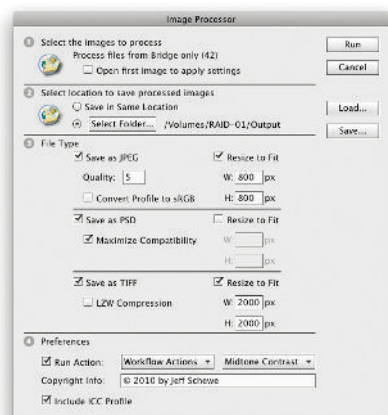 Image Processor
1 Select the images to process
Process files from Bridge only (42)
Open first image to apply settings
Run
Cancel
2 Select location to save processed images
Save in Same Location
Select Folder... /Volumes/RAID-01/Output
Load...
Save...
3 File Type
Save as JPEG Resize to Fit
Quality: 5 W: 800 px
Convert Profile to sRGB H: 800 px
Save as PSD Resize to Fit
Maximize Compatibility W: px
H: px
Save as TIFF Resize to Fit
LZW Compression W: 2000 px
H: 2000 px
4 Preferences
Run Action: Workflow Actions Midtone Contrast
Copyright Info: © 2010 by Jeff Schewe
Include ICC Profile